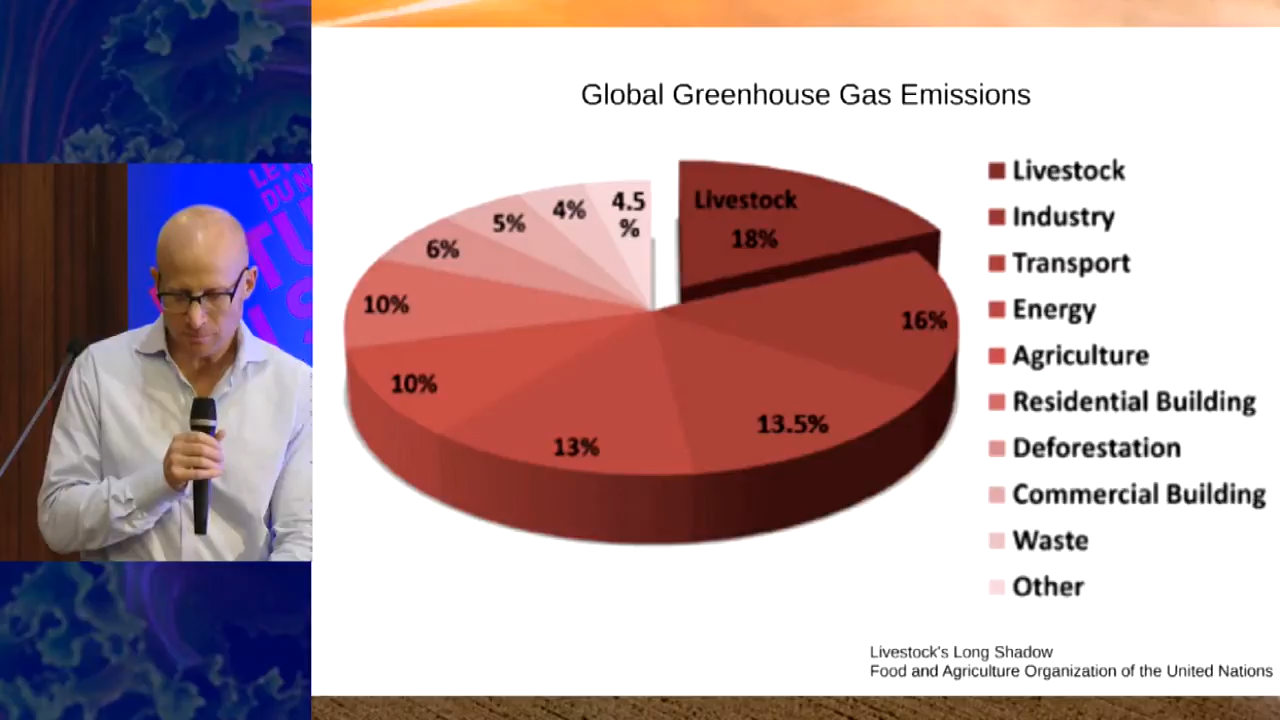 Global Greenhouse Gas Emissions
Livestock
18%
16%
13.5%
13%
10%
10%
6%
5%
4%
4.5
%
Livestock
Industry
Transport
Energy
Agriculture
Residential Building
Deforestation
Commercial Building
Waste
Other
Livestock's Long Shadow
Food and Agriculture Organization of the United Nations